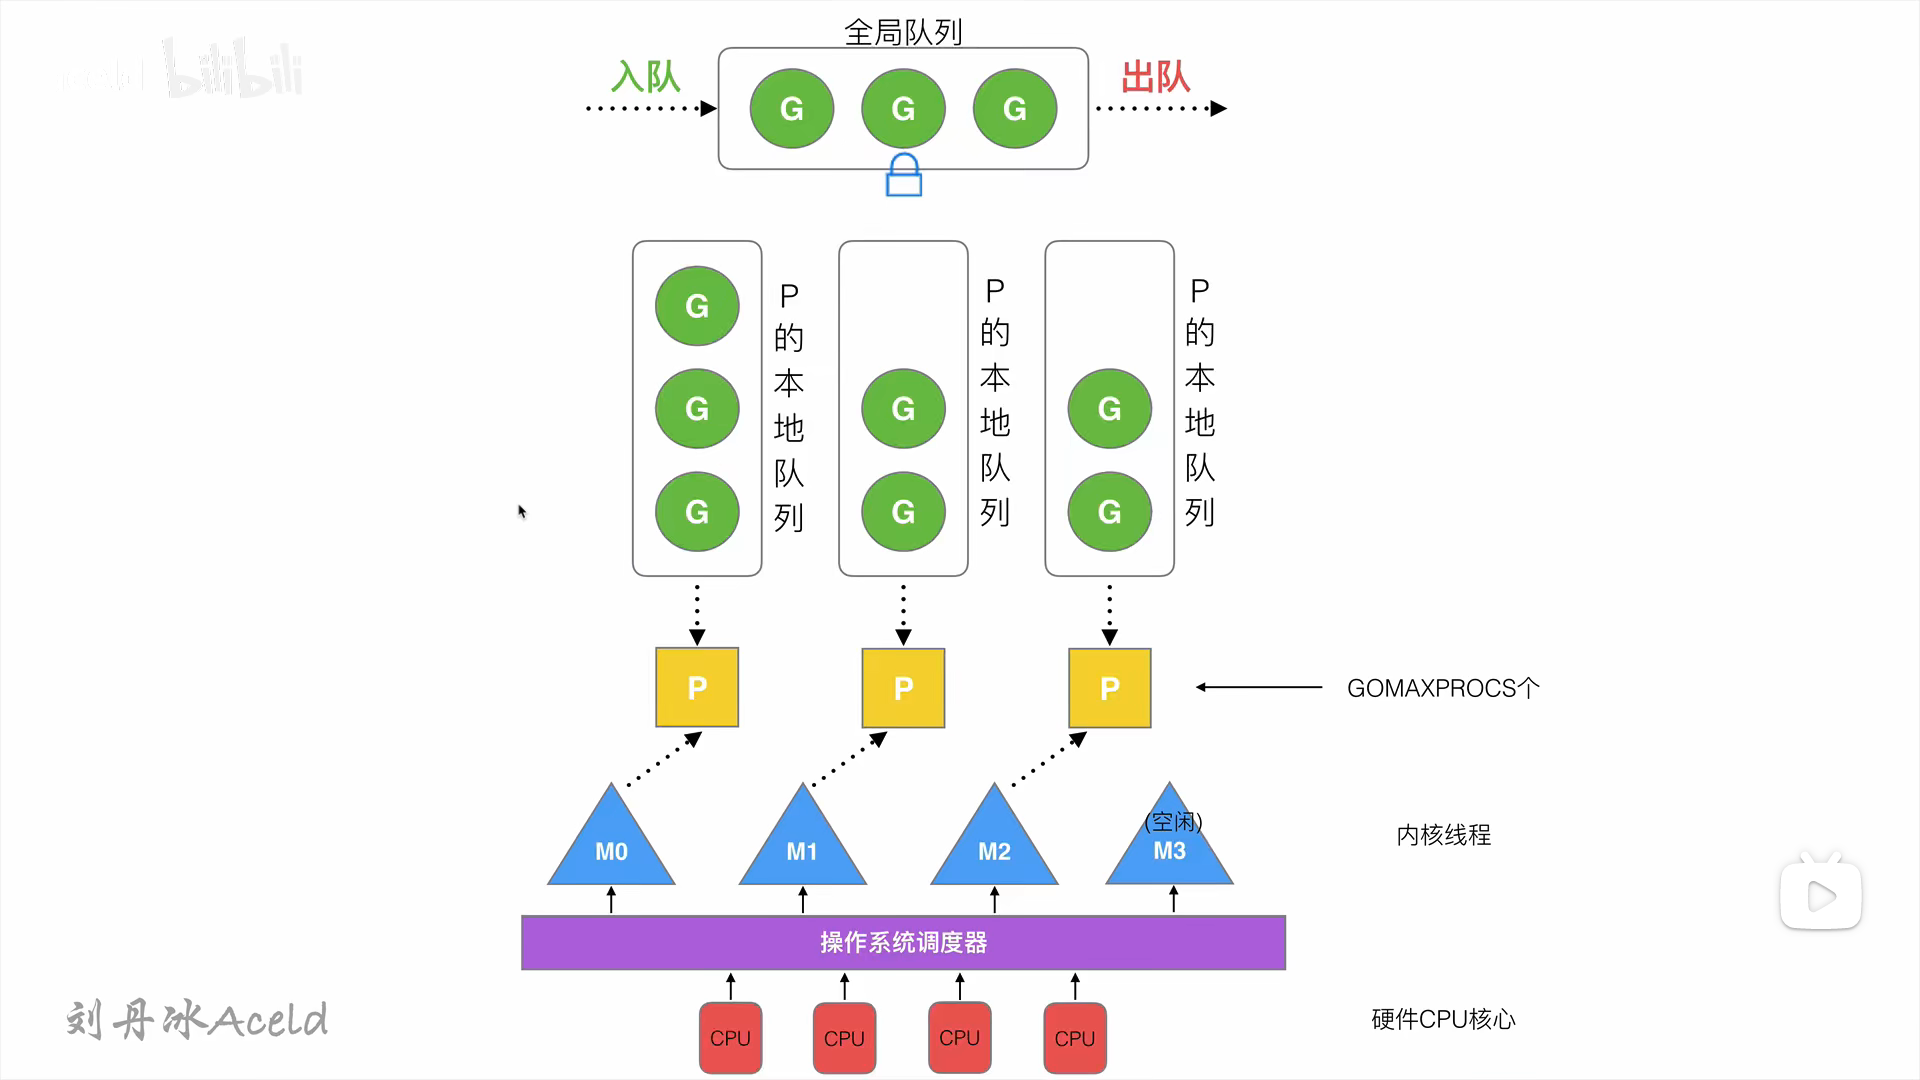 全局队列
bilibili
入队
出队
G G G
G
G G G
G G G
P的本地队列
P的本地队列
P的本地队列
P P P
GOMAXPROCS个
(空闲)
M0 M1 M2 M3
内核线程
操作系统调度器
刘丹冰Aceld
CPU CPU CPU CPU
硬件CPU核心